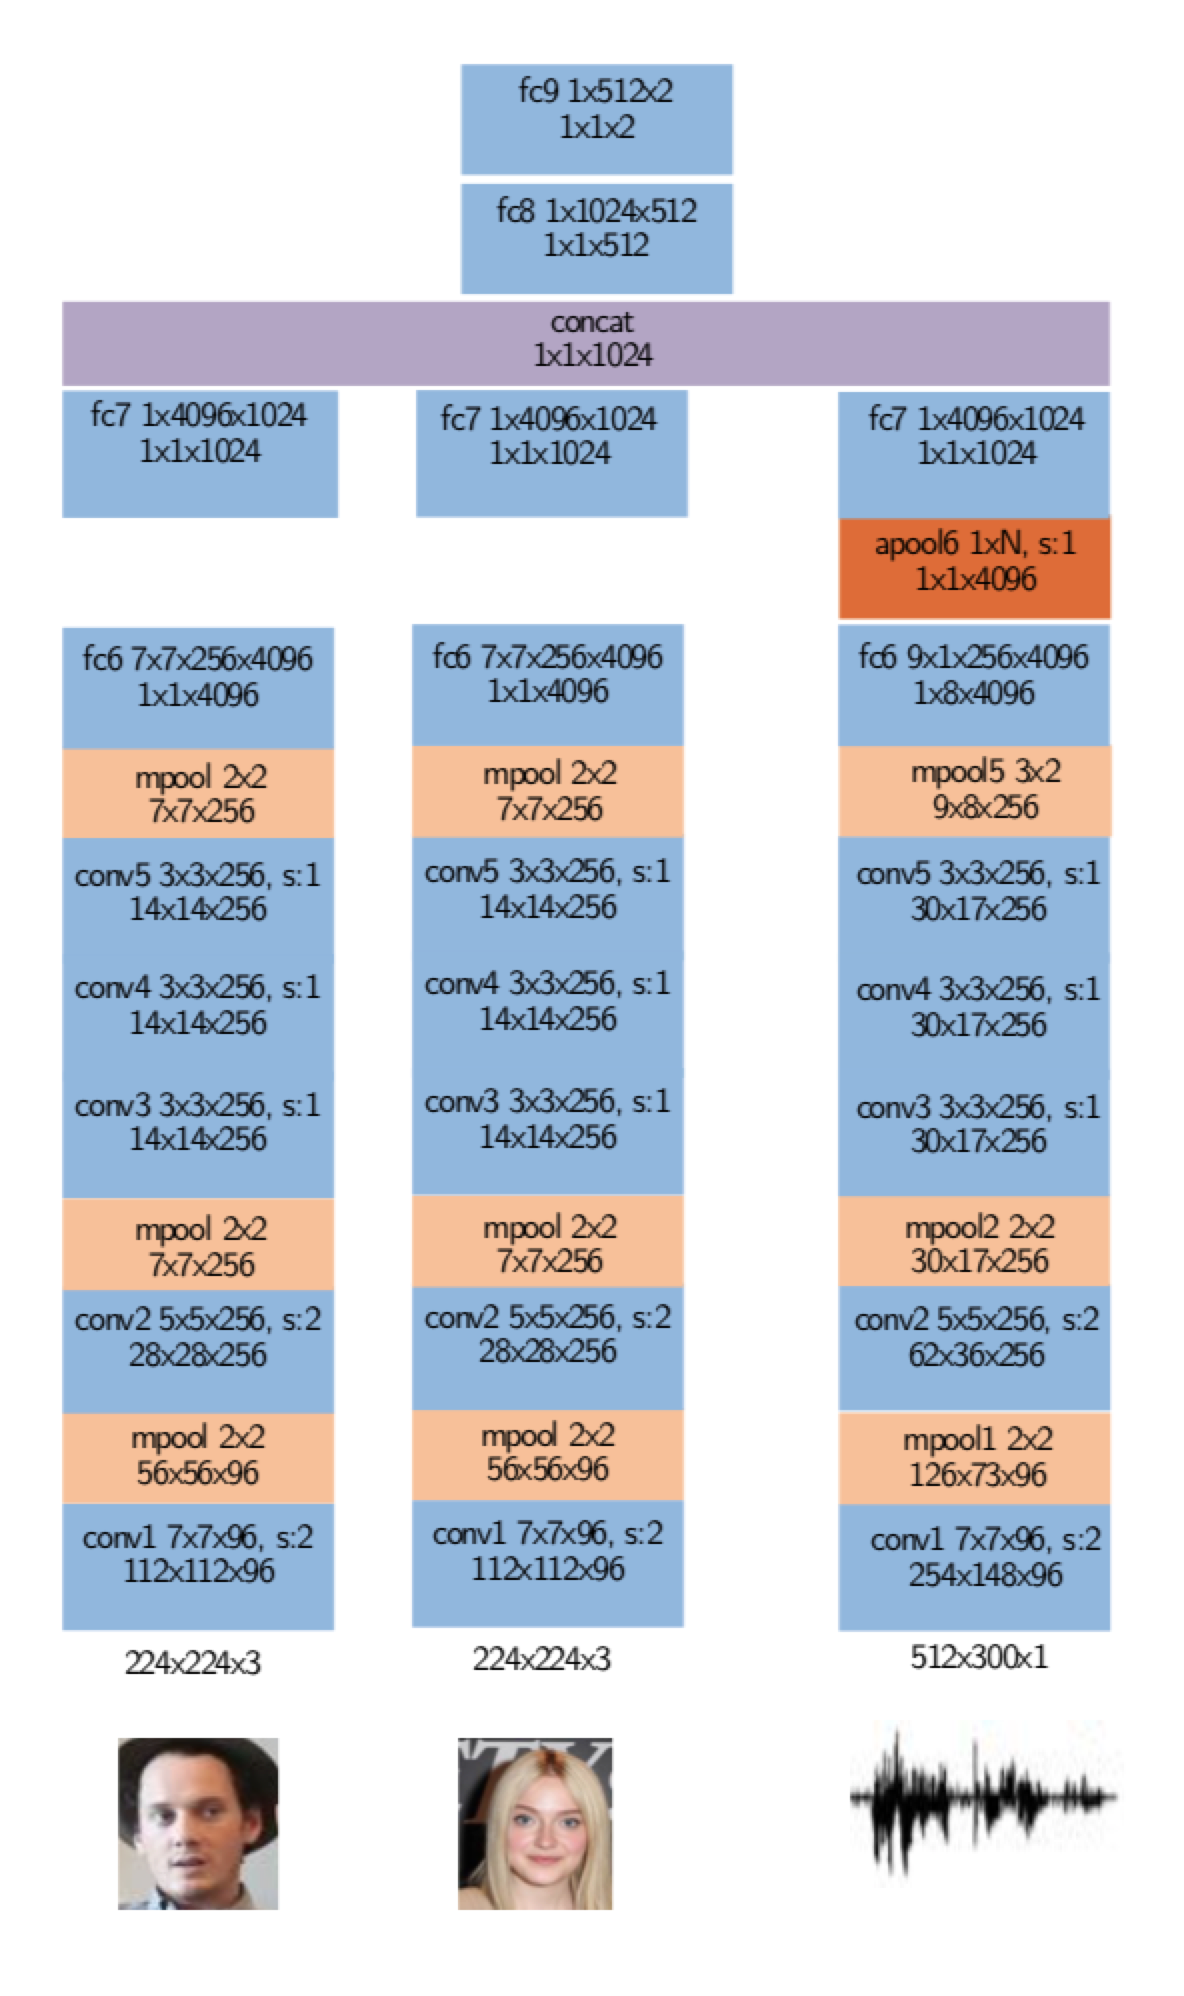 fc9 1x512x2
1x1x2
fc8 1x1024x512
1x1x512
concat
1x1x1024
fc7 1x4096x1024
1x1x1024
fc6 7x7x256x4096
1x1x4096
mpool 2x2
7x7x256
conv5 3x3x256, s:1
14x14x256
conv4 3x3x256, s:1
14x14x256
conv3 3x3x256, s:1
14x14x256
mpool 2x2
7x7x256
conv2 5x5x256, s:2
28x28x256
mpool 2x2
56x56x96
conv1 7x7x96, s:2
112x112x96
224x224x3
fc7 1x4096x1024
1x1x1024
fc6 7x7x256x4096
1x1x4096
mpool 2x2
7x7x256
conv5 3x3x256, s:1
14x14x256
conv4 3x3x256, s:1
14x14x256
conv3 3x3x256, s:1
14x14x256
mpool 2x2
7x7x256
conv2 5x5x256, s:2
28x28x256
mpool 2x2
56x56x96
conv1 7x7x96, s:2
112x112x96
224x224x3
fc7 1x4096x1024
1x1x1024
apool6 1xN, s:1
1x1x4096
fc6 9x1x256x4096
1x8x4096
mpool5 3x2
9x8x256
conv5 3x3x256, s:1
30x17x256
conv4 3x3x256, s:1
30x17x256
conv3 3x3x256, s:1
30x17x256
mpool2 2x2
30x17x256
conv2 5x5x256, s:2
62x36x256
mpool1 2x2
126x73x96
conv1 7x7x96, s:2
254x148x96
512x300x1